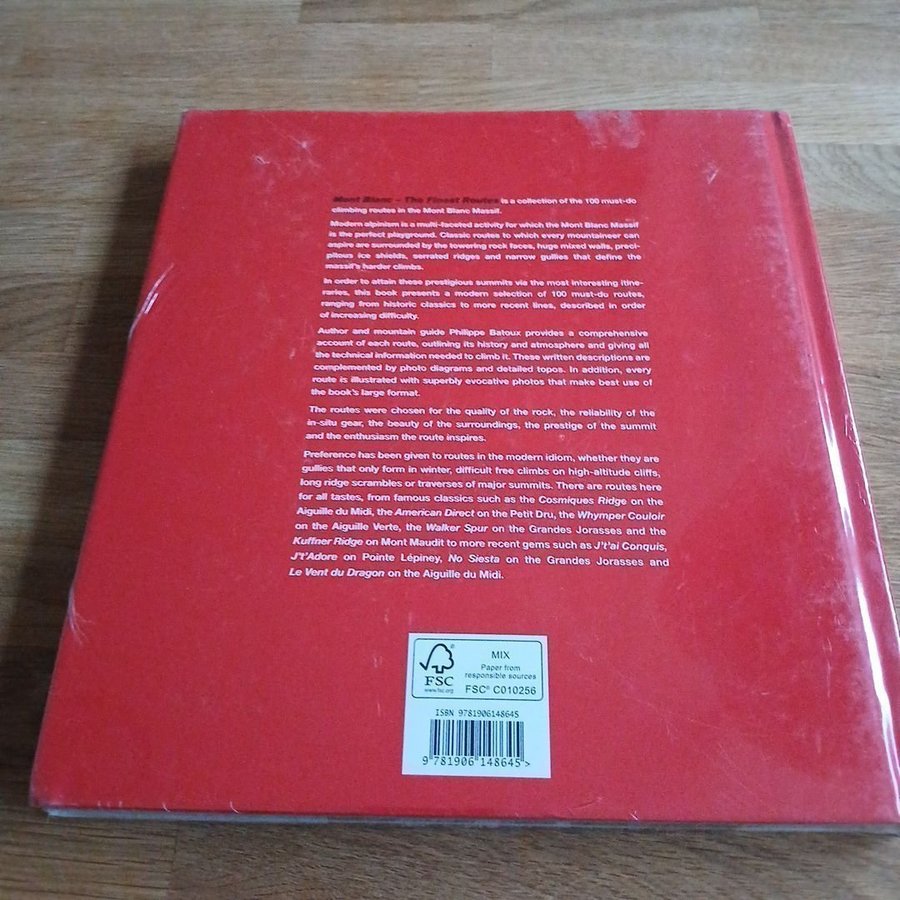 Mont Blanc – The Finest Routes is a collection of the 100 must-do
climbing routes in the Mont Blanc Massif.
Modern alpinism is a multi-faceted activity for which the Mont Blanc Massif
is the perfect playground. Classic routes to which every mountaineer can
aspire are surrounded by the towering rock faces, huge mixed walls, preci-
pitous ice shields, serrated ridges and narrow gullies that define the
massif's harder climbs.
In order to attain these prestigious summits via the most interesting itine-
raries, this book presents a modern selection of 100 must-du routes,
ranging from historic classics to more recent lines, described in order
of increasing difficulty.
Author and mountain guide Philippe Batoux provides a comprehensive
account of each route, outlining its history and atmosphere and giving all
the technical information needed to climb it. These written descriptions are
complemented by photo diagrams and detailed topos. In addition, every
route is illustrated with superbly evocative photos that make best use of
the book's large format.
The routes were chosen for the quality of the rock, the reliability of the
in-situ gear, the beauty of the surroundings, the prestige of the summit
and the enthusiasm the route inspires.
Preference has been given to routes in the modern idiom, whether they are
gullies that only form in winter, difficult free climbs on high-altitude cliffs,
long ridge scrambles or traverses of major summits. There are routes here
for all tastes, from famous classics such as the Cosmiques Ridge on the
Aiguille du Midi, the American Direct on the Petit Dru, the Whymper Couloir
on the Aiguille Verte, the Walker Spur on the Grandes Jorasses and the
Kuffner Ridge on Mont Maudit to more recent gems such as J't'ai Conquis,
J't'Adore on Pointe Lépiney, No Siesta on the Grandes Jorasses and
Le Vent du Dragon on the Aiguille du Midi.
FSC
www.fsc.org
MIX
Paper from
responsible sources
FSC® C010256
ISBN 9781906148645
9 781906 148645 >